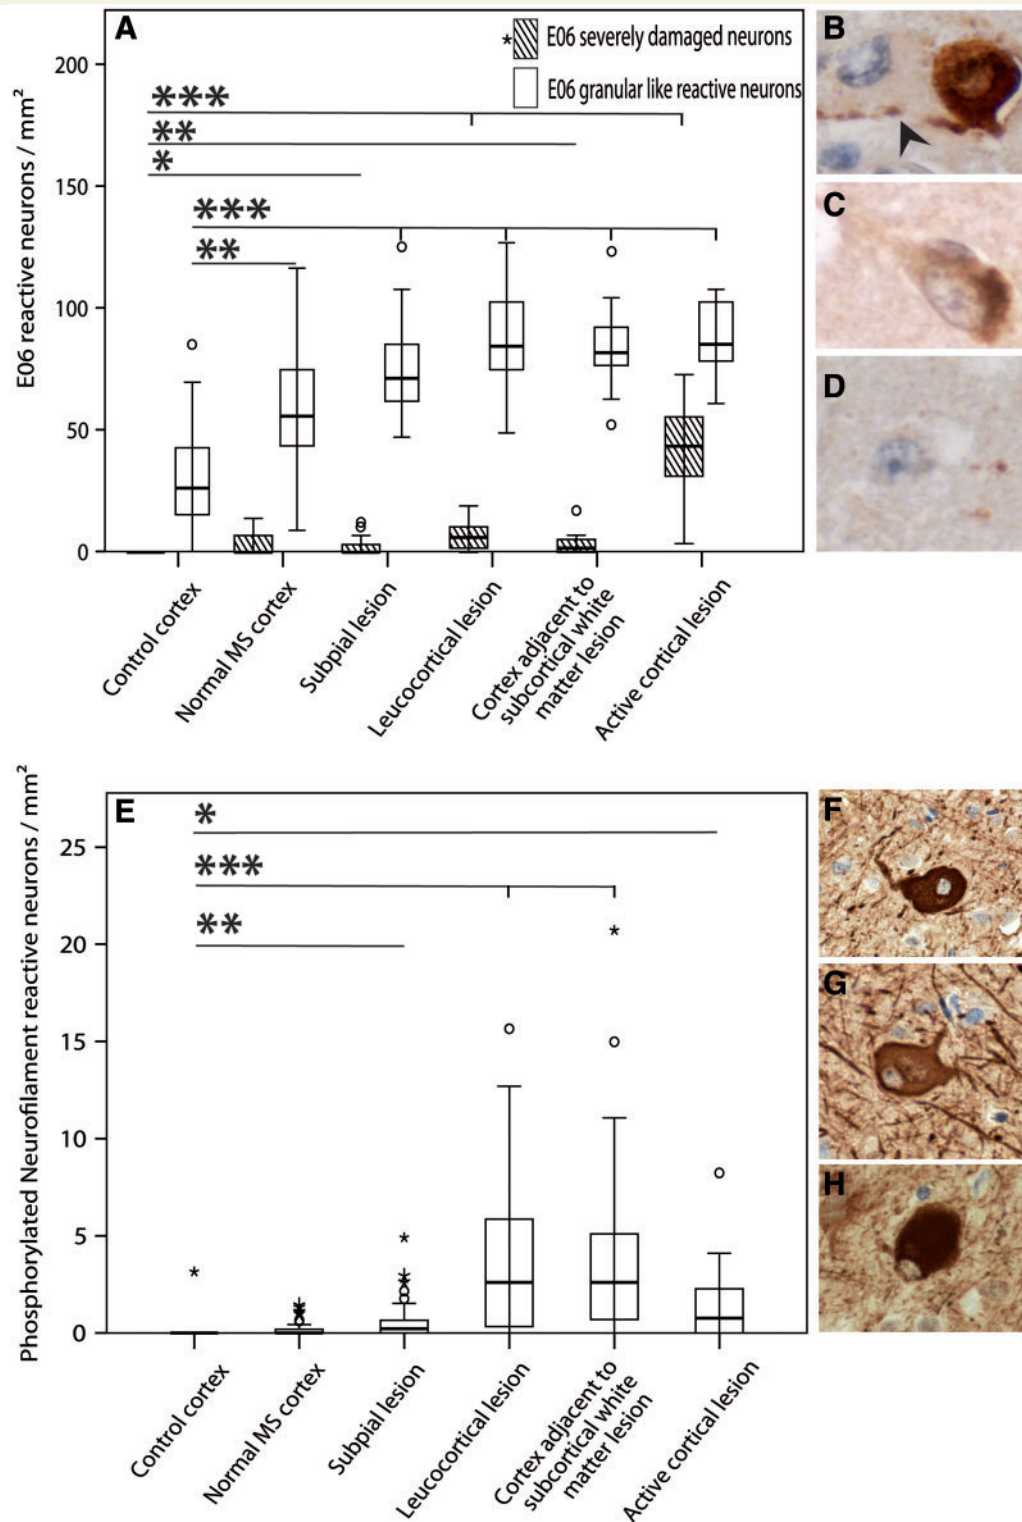 A
* E06 severely damaged neurons
E06 granular like reactive neurons
E06 reactive neurons / mm²
200
150
100
50
0
***
**
*
***
**
Control cortex
Normal MS cortex
Subpial lesion
Leucocortical lesion
Cortex adjacent to
subcortical white
matter lesion
Active cortical lesion
B
C
D
E
Phosphorylated Neurofilament reactive neurons / mm²
25
20
15
10
5
0
*
***
**
Control cortex
Normal MS cortex
Subpial lesion
Leucocortical lesion
Cortex adjacent to
subcortical white
matter lesion
Active cortical lesion
F
G
H